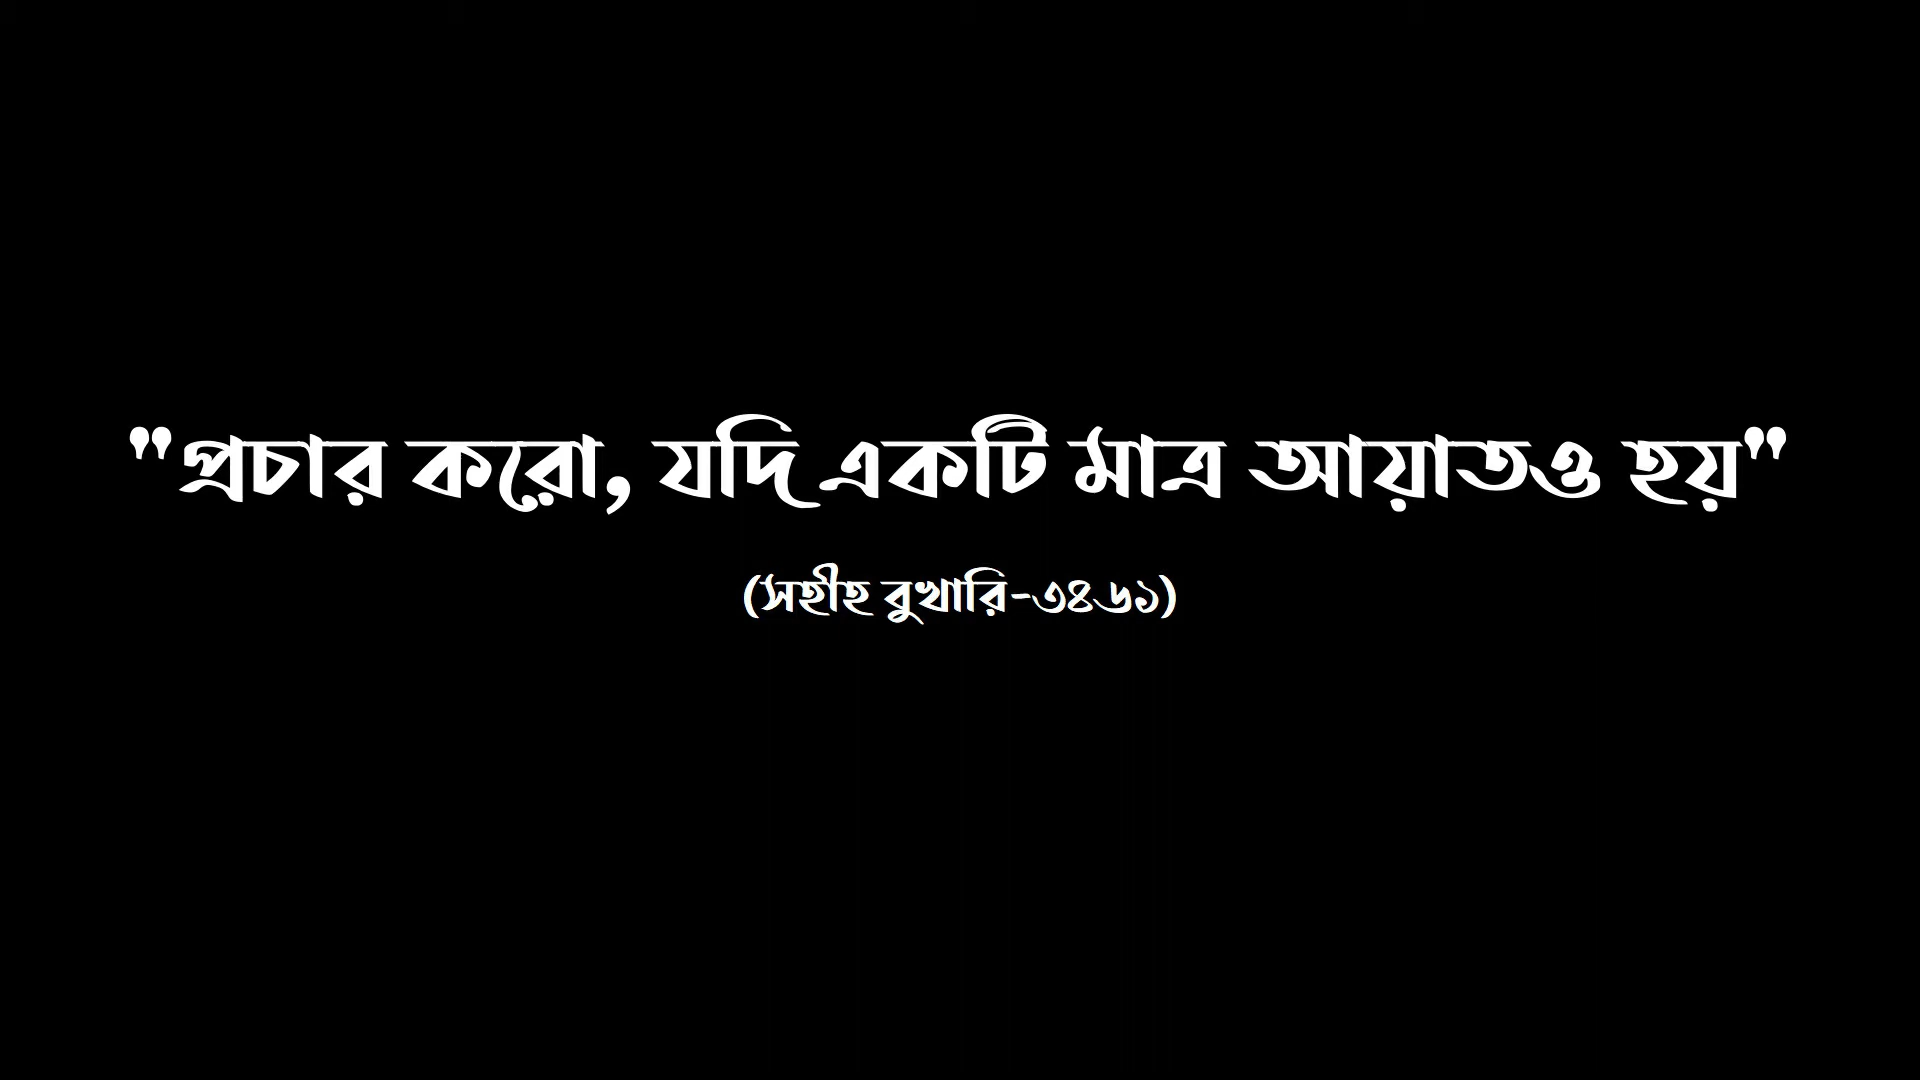 "প্রচার করো, যদি একটি মাত্র আয়াতও হয়"
(সহীহ বুখারি-৩৪৬১)